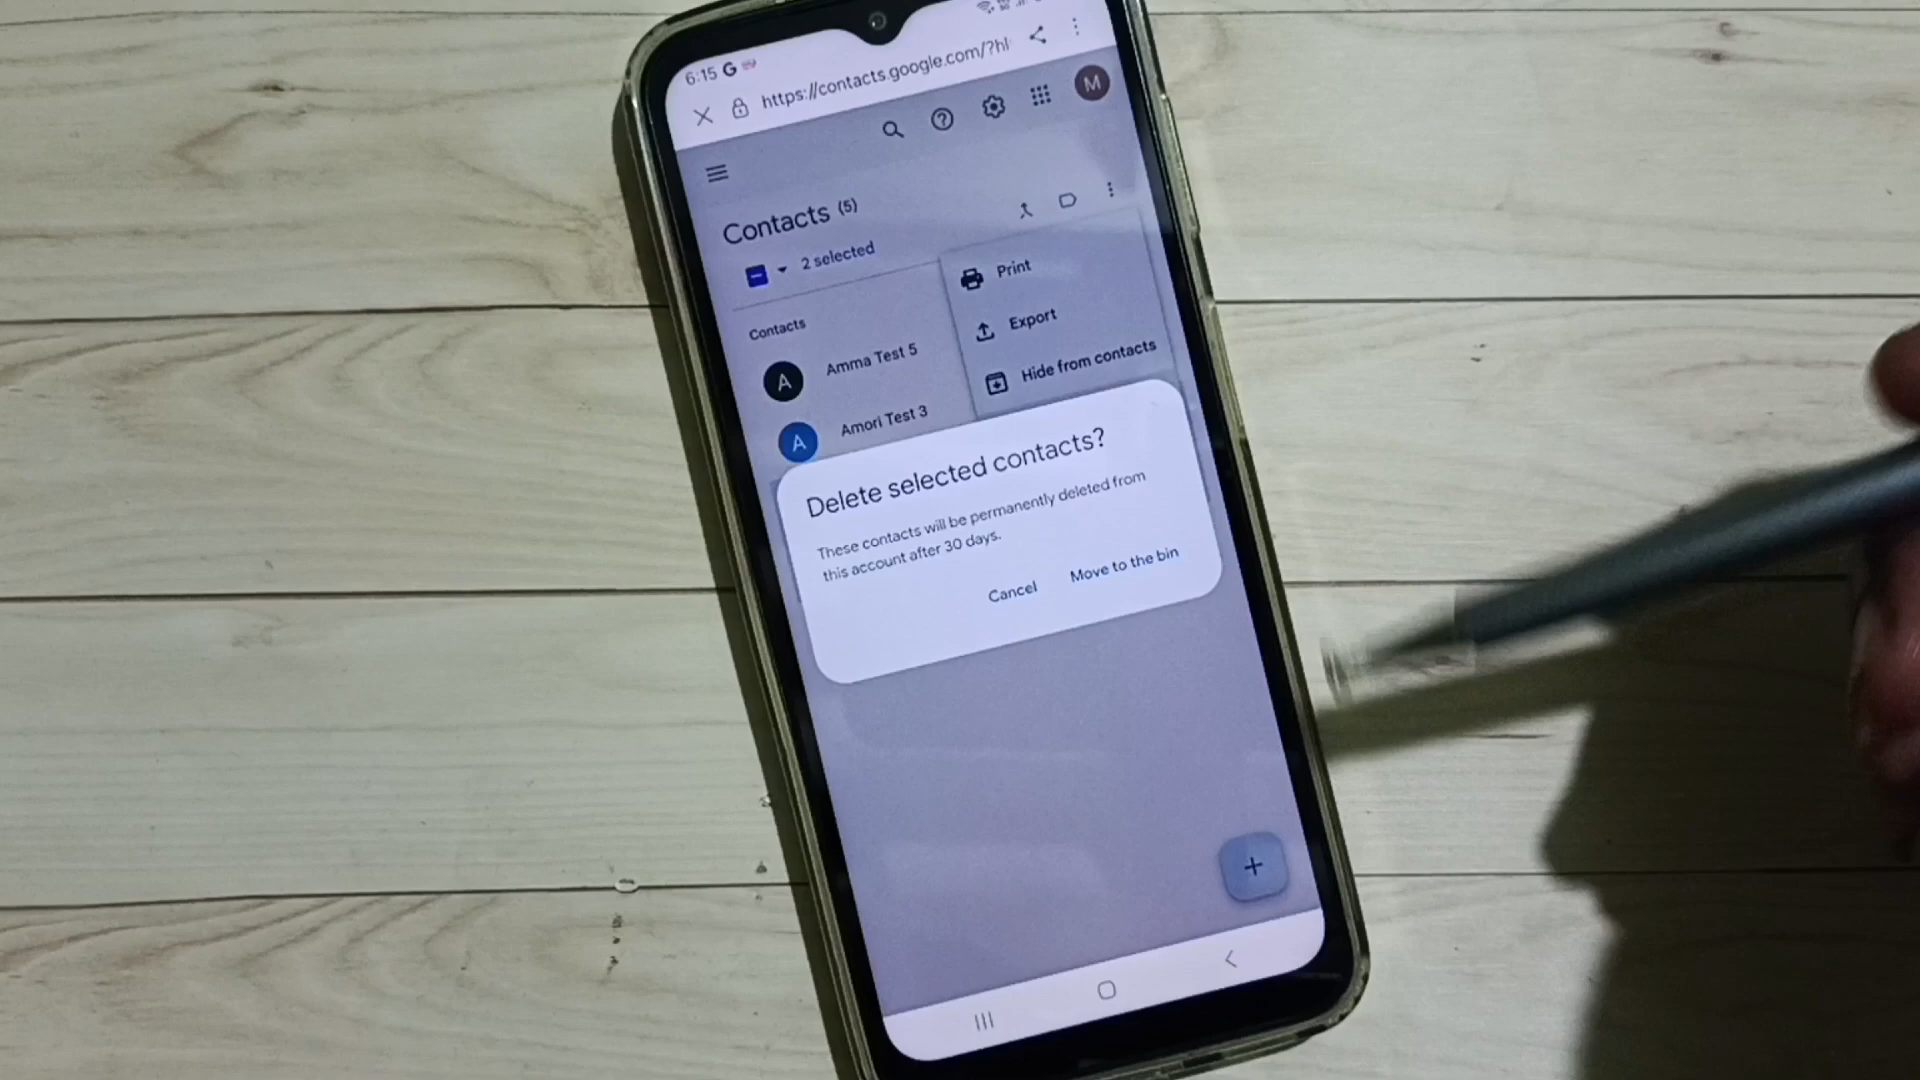 6:15 G
https://contacts.google.com/?hl
M
Contacts (5)
2 selected
Print
Export
Hide from contacts
Contacts
A Amma Test 5
A Amori Test 3
Delete selected contacts?
These contacts will be permanently deleted from
this account after 30 days.
Cancel Move to the bin